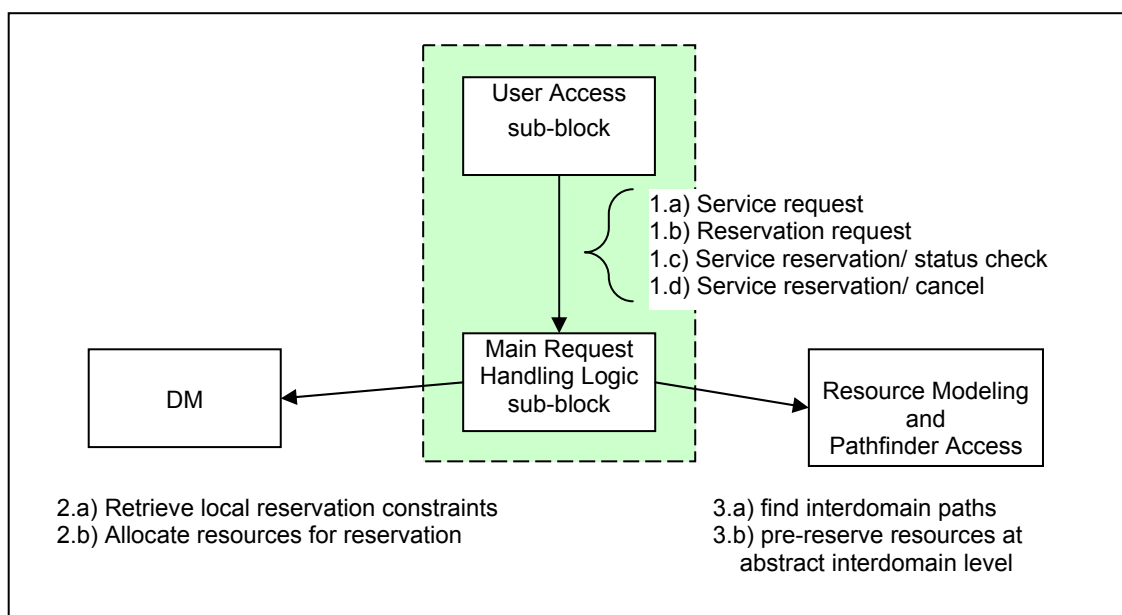 User Access
sub-block
1.a) Service request
1.b) Reservation request
1.c) Service reservation/ status check
1.d) Service reservation/ cancel
Main Request
Handling Logic
sub-block
DM
Resource Modeling
and
Pathfinder Access
2.a) Retrieve local reservation constraints
2.b) Allocate resources for reservation
3.a) find interdomain paths
3.b) pre-reserve resources at
abstract interdomain level